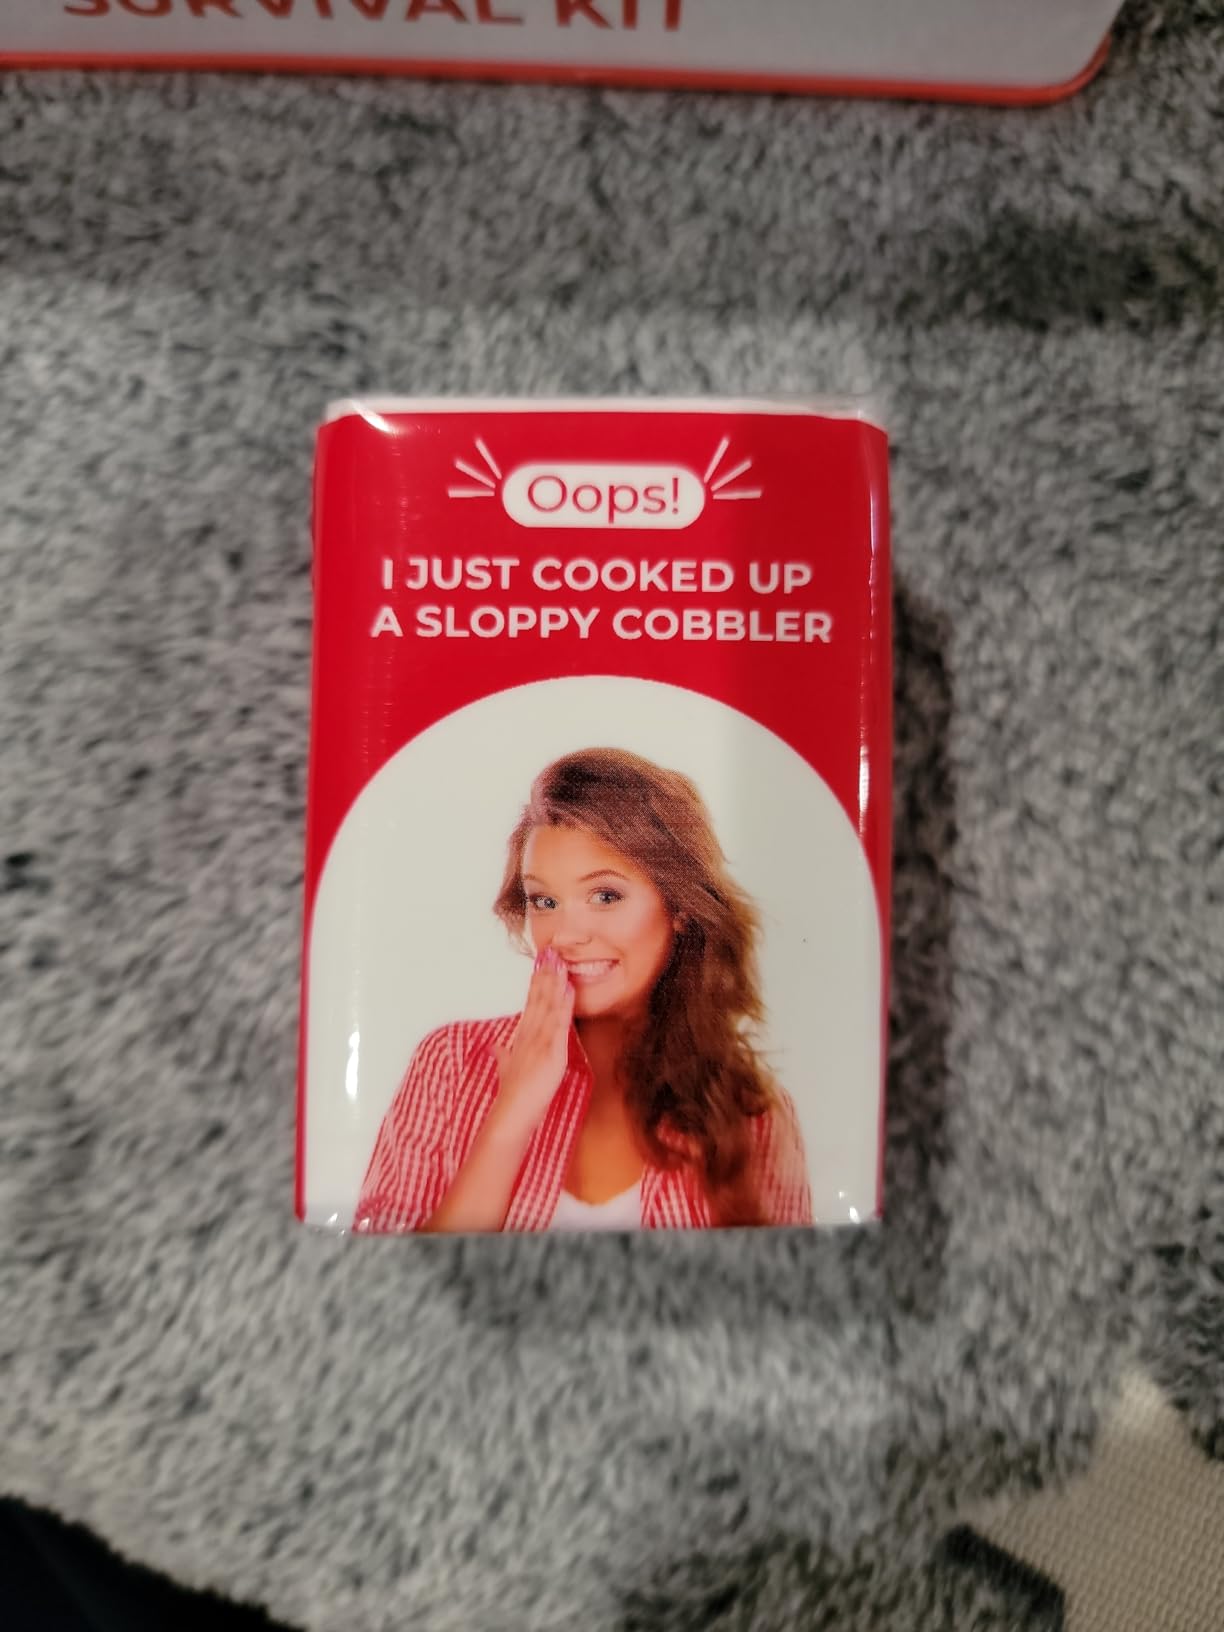 SURVIVAL KIT
Oops!
I JUST COOKED UP
A SLOPPY COBBLER